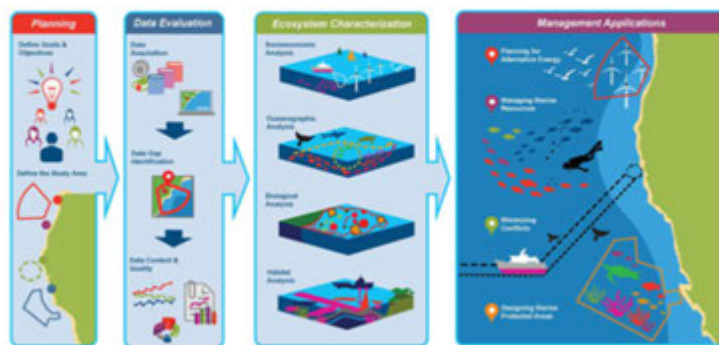 Planning
Define Goals &
Objectives
Define the Study Area
Data Evaluation
Data
Acquisition
Data Gap
Identification
Data Content &
Quality
Ecosystem Characterization
Socioeconomic
Analysis
Oceanographic
Analysis
Biological
Analysis
Habitat
Analysis
Management Applications
Planning for
Alternative Energy
Managing Marine
Resources
Minimizing
Conflicts
Designing Marine
Protected Areas